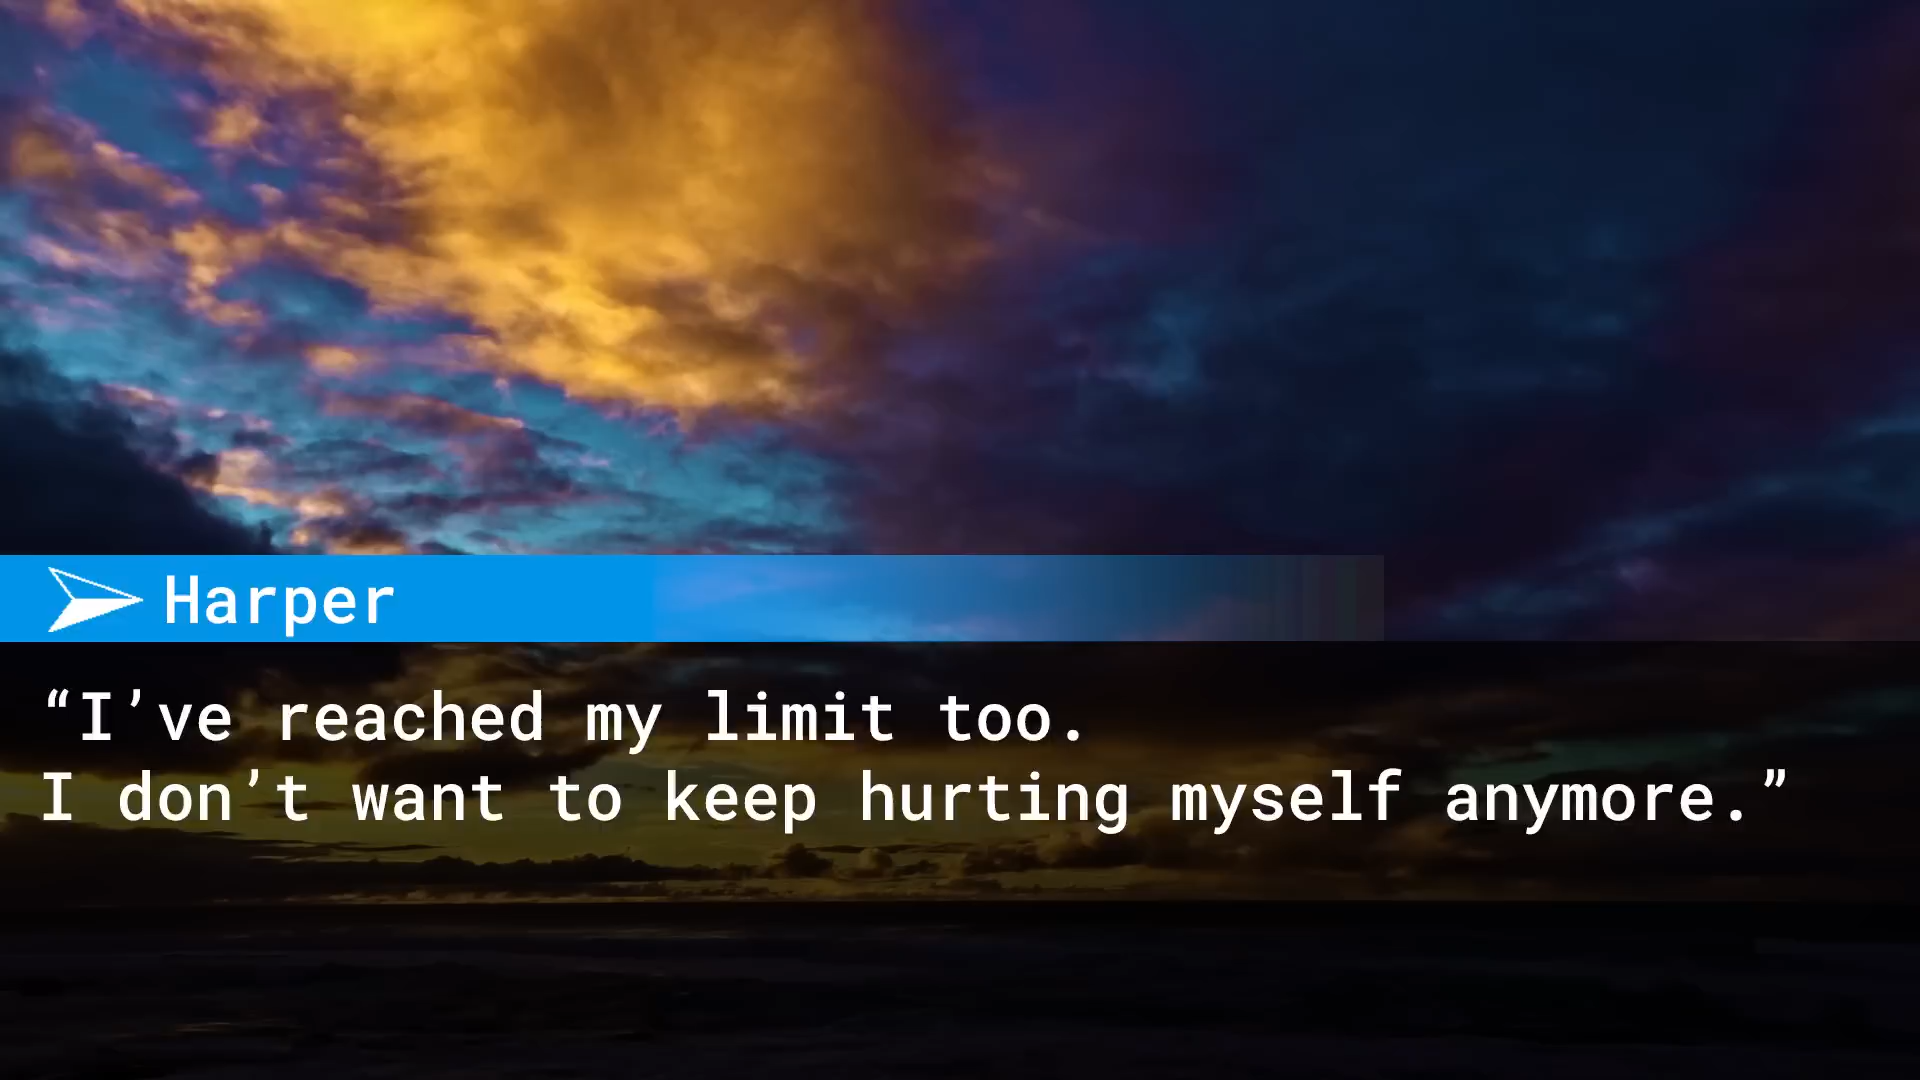 Harper
“I’ve reached my limit too.
I don’t want to keep hurting myself anymore.”